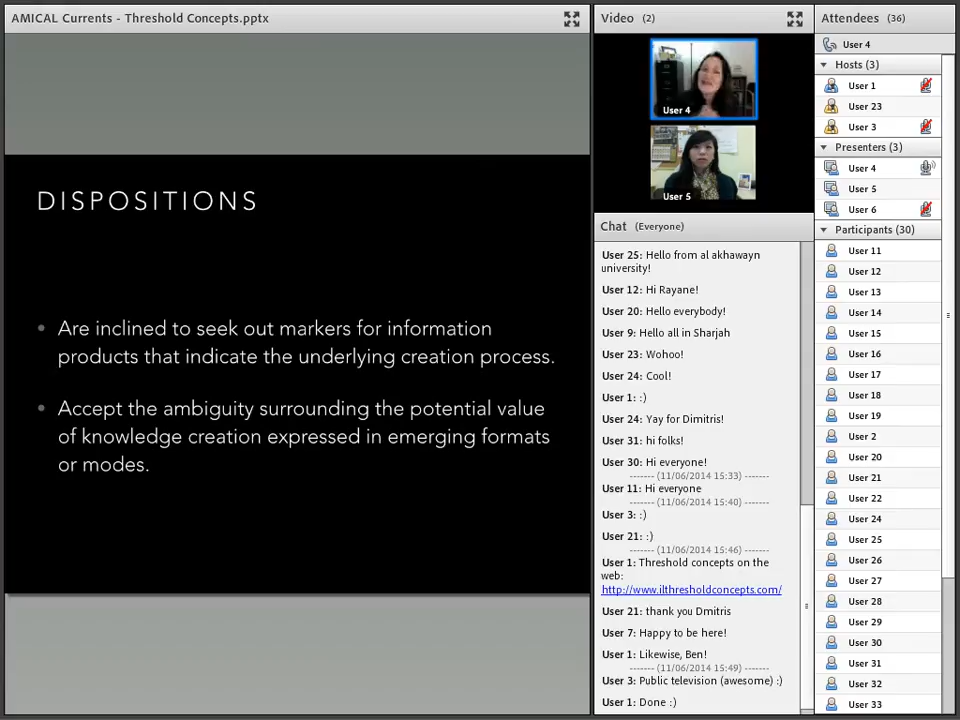 AMICAL Currents - Threshold Concepts.pptx
DISPOSITIONS
• Are inclined to seek out markers for information
products that indicate the underlying creation process.
• Accept the ambiguity surrounding the potential value
of knowledge creation expressed in emerging formats
or modes.
Video (2)
User 4
User 5
Chat (Everyone)
User 25: Hello from al akhawayn
university!
User 12: Hi Rayane!
User 20: Hello everybody!
User 9: Hello all in Sharjah
User 23: Wohoo!
User 24: Cool!
User 1: :)
User 24: Yay for Dimitris!
User 31: hi folks!
User 30: Hi everyone!
------- (11/06/2014 15:33) -------
User 11: Hi everyone
------- (11/06/2014 15:40) -------
User 3: :)
User 21: :)
------- (11/06/2014 15:46) -------
User 1: Threshold concepts on the
web:
http://www.ilthresholdconcepts.com/
User 21: thank you Dmitris
User 7: Happy to be here!
User 1: Likewise, Ben!
------- (11/06/2014 15:49) -------
User 3: Public television (awesome) :)
User 1: Done :)
Attendees (36)
User 4
Hosts (3)
User 1
User 23
User 3
Presenters (3)
User 4
User 5
User 6
Participants (30)
User 11
User 12
User 13
User 14
User 15
User 16
User 17
User 18
User 19
User 2
User 20
User 21
User 22
User 24
User 25
User 26
User 27
User 28
User 29
User 30
User 31
User 32
User 33